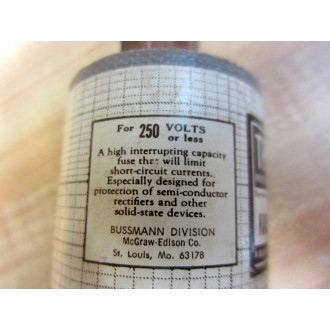 For 250 VOLTS
or less
A high interrupting capacity
fuse that will limit
short-circuit currents.
Especially designed for
protection of semi-conductor
rectifiers and other
solid-state devices.
BUSSMANN DIVISION
McGraw-Edison Co.
St. Louis, Mo. 63178